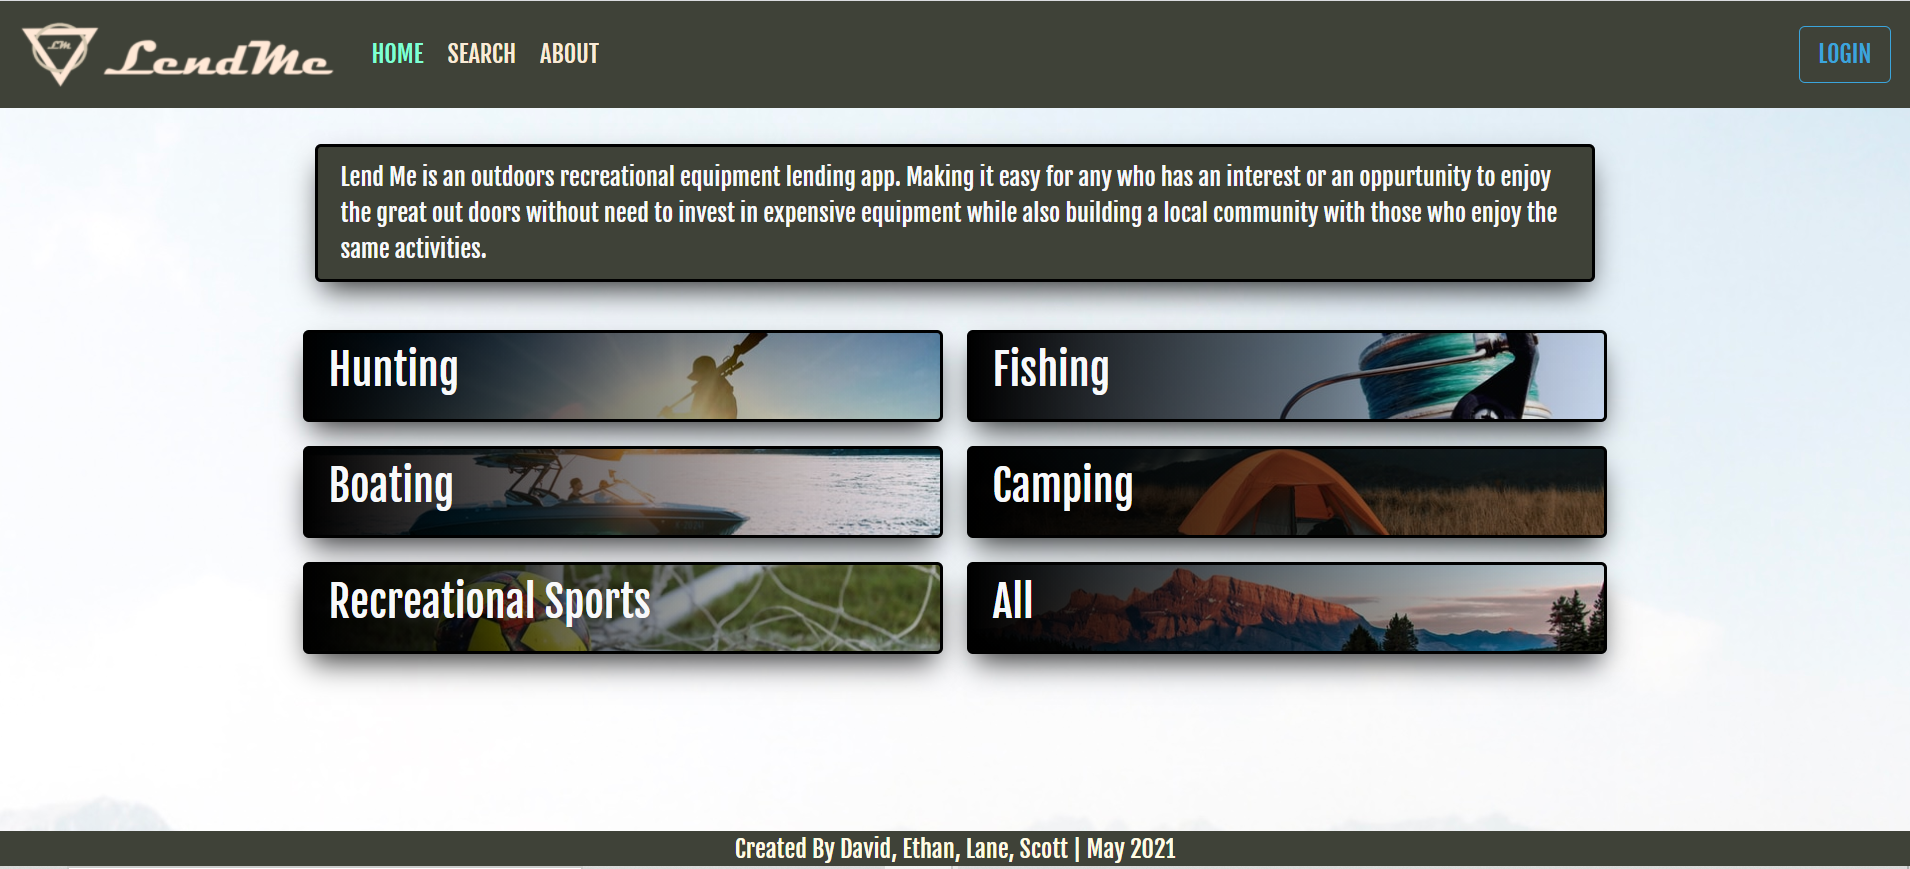 LM LendMe HOME SEARCH ABOUT LOGIN
Lend Me is an outdoors recreational equipment lending app. Making it easy for any who has an interest or an oppurtunity to enjoy
the great out doors without need to invest in expensive equipment while also building a local community with those who enjoy the
same activities.
Hunting
Fishing
Boating
Camping
Recreational Sports
All
Created By David, Ethan, Lane, Scott | May 2021